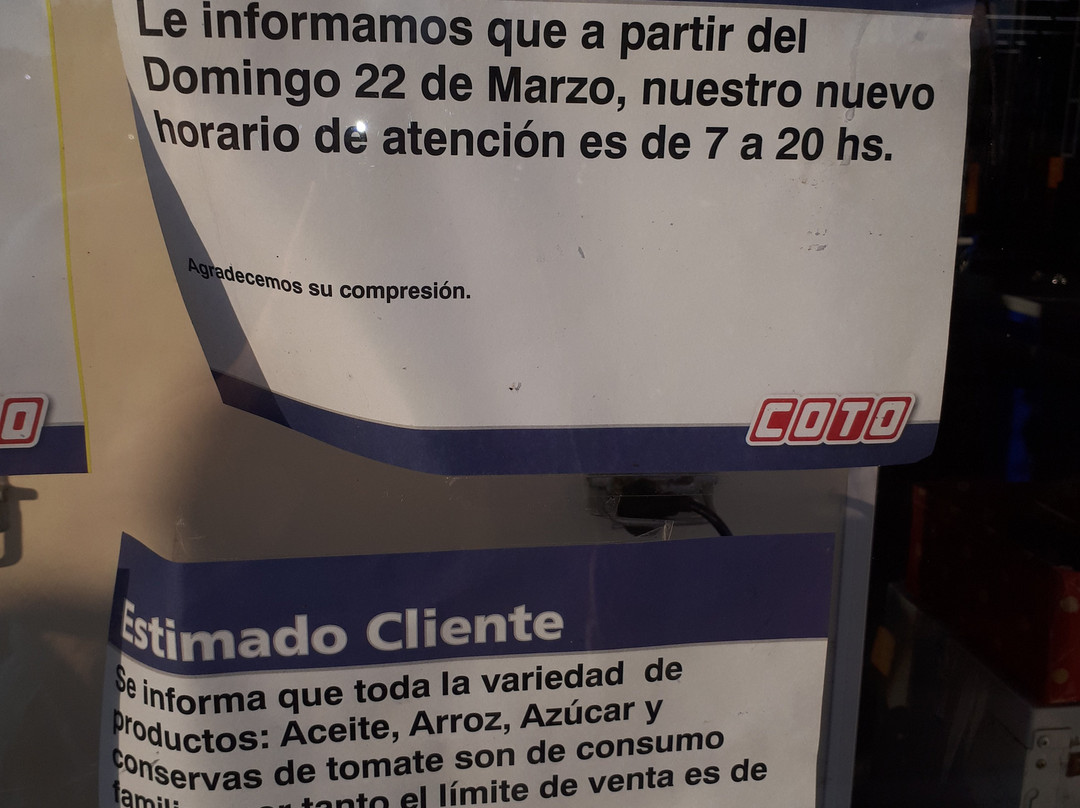 Le informamos que a partir del
Domingo 22 de Marzo, nuestro nuevo
horario de atención es de 7 a 20 hs.
Agradecemos su compresión.
COTO
O
Estimado Cliente
Se informa que toda la variedad de
productos: Aceite, Arroz, Azúcar y
conservas de tomate son de consumo
tanto el límite de venta es de